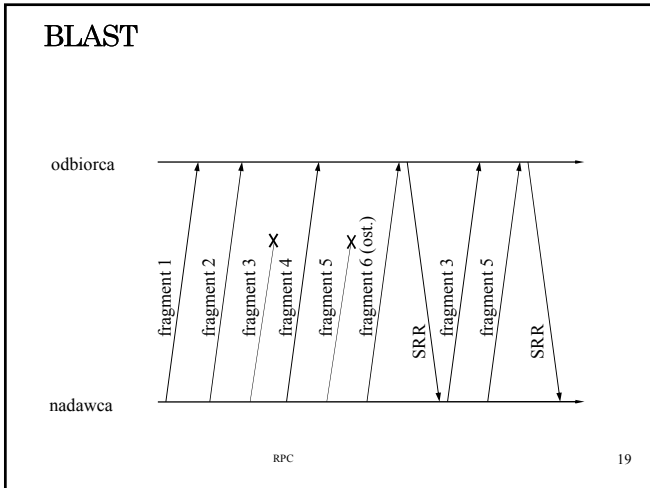 BLAST
odbiorca
fragment 1
fragment 2
fragment 3
fragment 4
fragment 5
fragment 6 (ost.)
SRR
fragment 3
fragment 5
SRR
nadawca
RPC
19